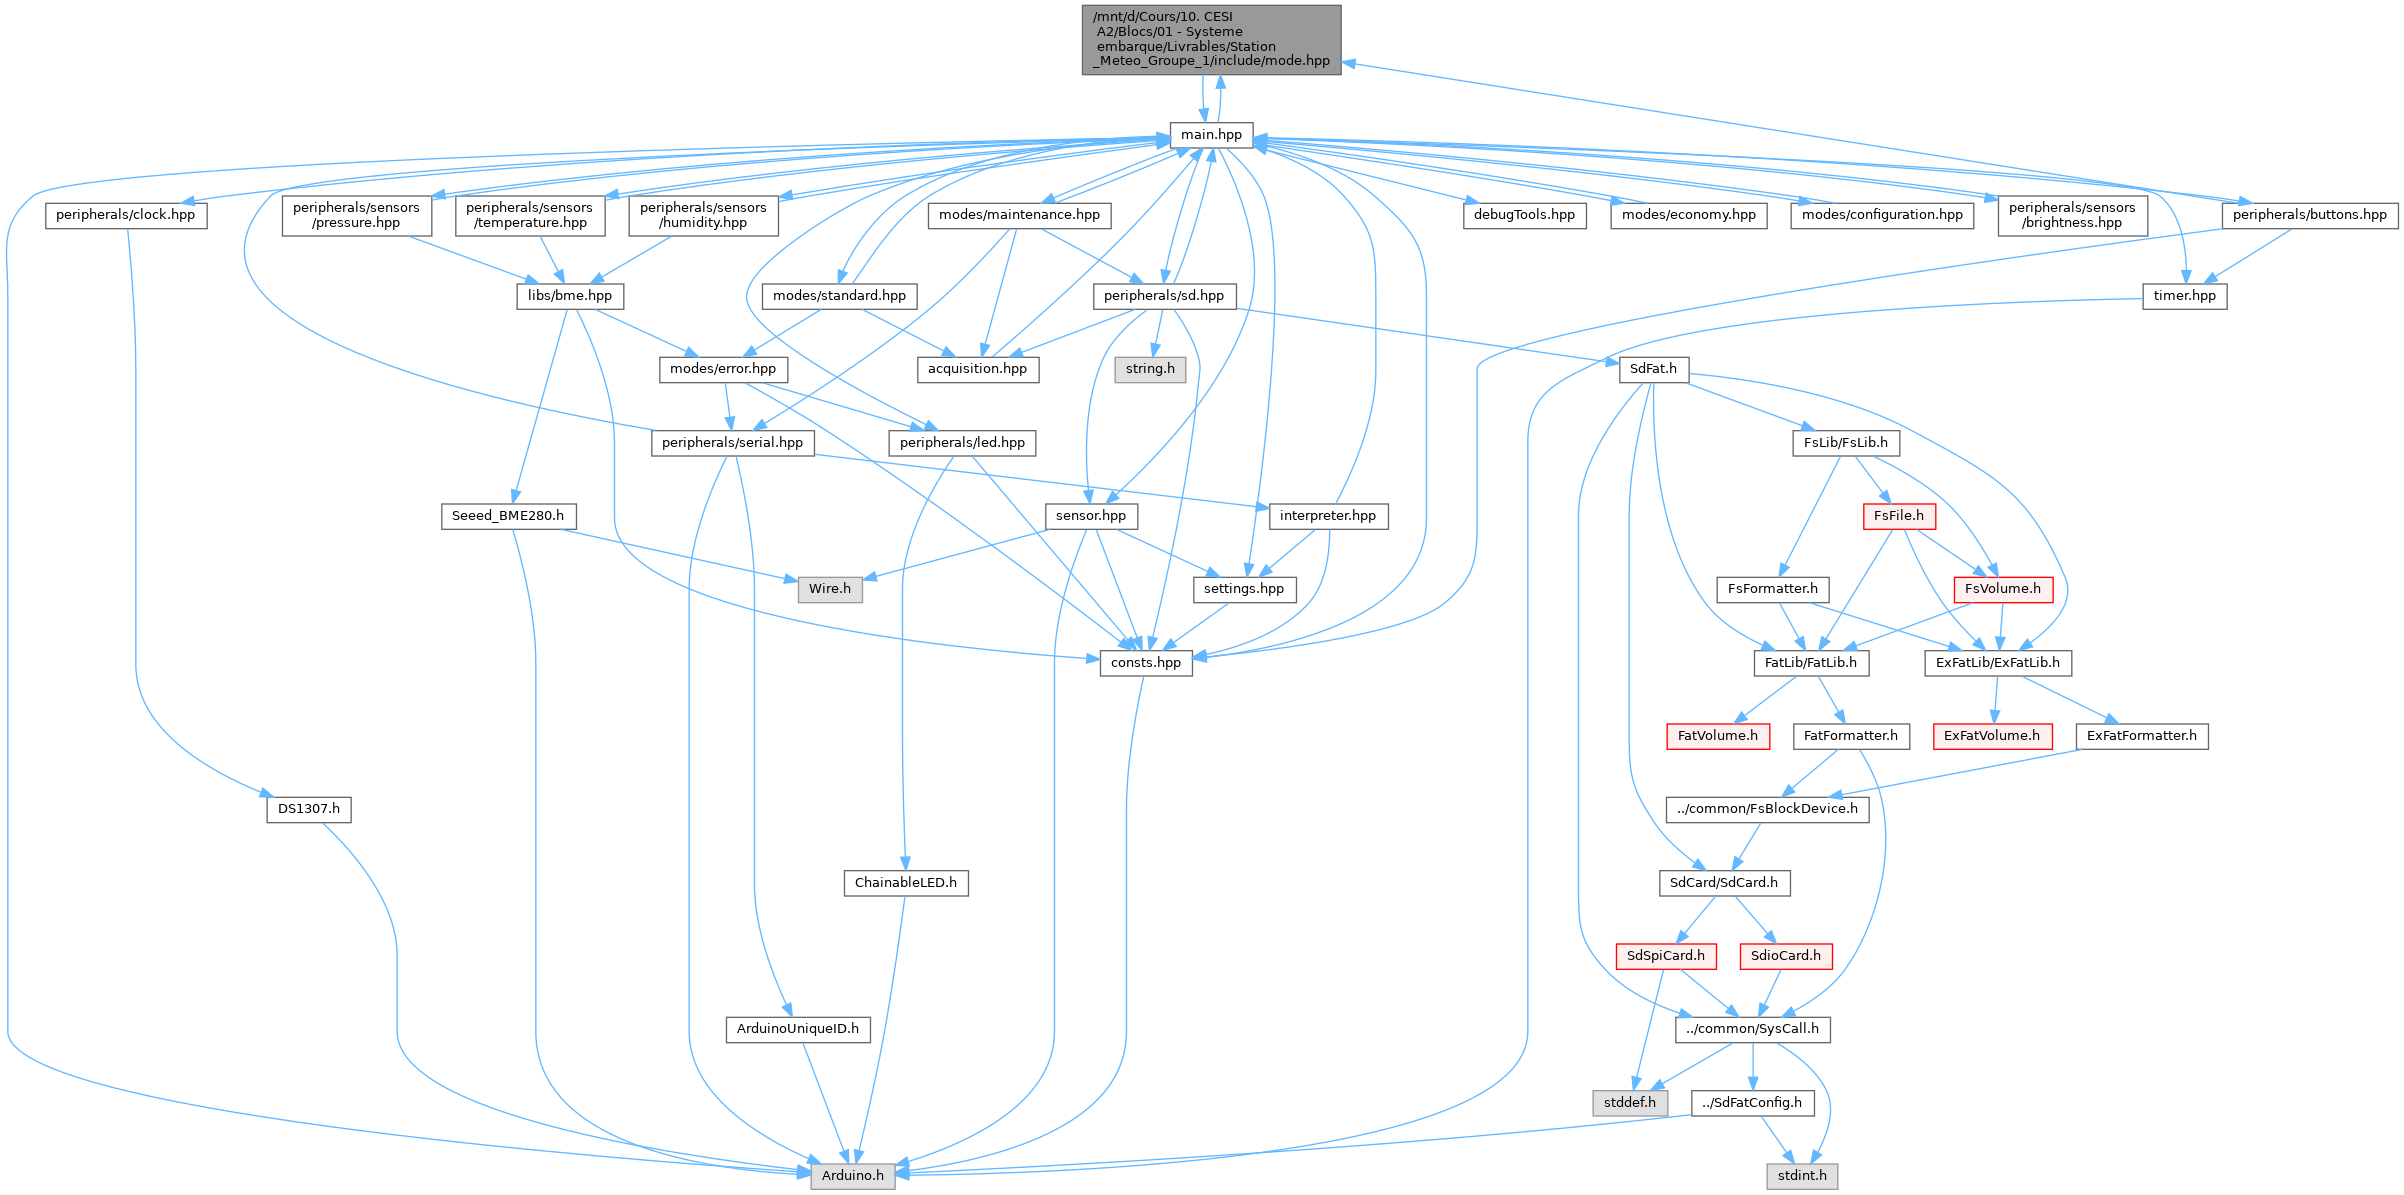 /mnt/d/Cours/10. CESI
A2/Blocs/01 - Systeme
embarque/Livrables/Station
_Meteo_Groupe_1/include/mode.hpp
main.hpp
peripherals/clock.hpp
peripherals/sensors
/pressure.hpp
peripherals/sensors
/temperature.hpp
peripherals/sensors
/humidity.hpp
modes/maintenance.hpp
debugTools.hpp
modes/economy.hpp
modes/configuration.hpp
peripherals/sensors
/brightness.hpp
peripherals/buttons.hpp
libs/bme.hpp
modes/standard.hpp
peripherals/sd.hpp
timer.hpp
modes/error.hpp
acquisition.hpp
string.h
SdFat.h
peripherals/serial.hpp
peripherals/led.hpp
FsLib/FsLib.h
Seeed_BME280.h
sensor.hpp
interpreter.hpp
FsFile.h
Wire.h
settings.hpp
FsFormatter.h
FsVolume.h
consts.hpp
FatLib/FatLib.h
ExFatLib/ExFatLib.h
FatVolume.h
FatFormatter.h
ExFatVolume.h
ExFatFormatter.h
DS1307.h
../common/FsBlockDevice.h
ChainableLED.h
SdCard/SdCard.h
SdSpiCard.h
SdioCard.h
ArduinoUniqueID.h
../common/SysCall.h
stddef.h
../SdFatConfig.h
Arduino.h
stdint.h